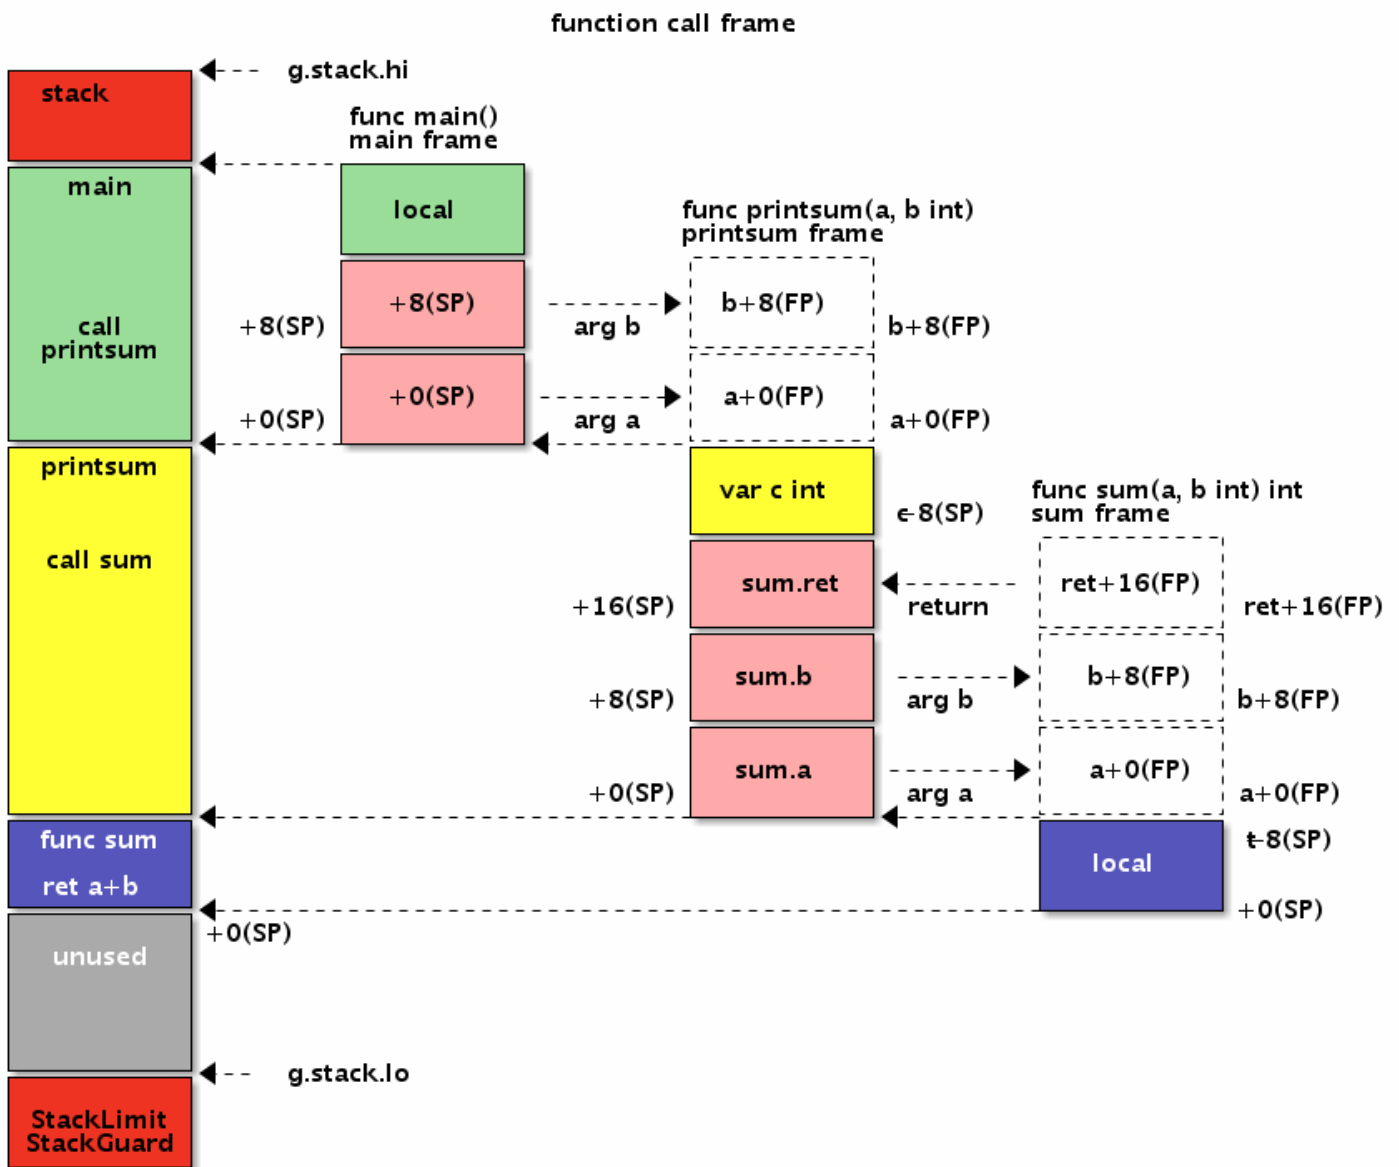 function call frame
g.stack.hi
stack
func main()
main frame
main
local
func printsum(a, b int)
printsum frame
+8(SP)
b+8(FP)
call
printsum
+8(SP)
arg b
b+8(FP)
+0(SP)
a+0(FP)
+0(SP)
arg a
a+0(FP)
printsum
var c int
c-8(SP)
func sum(a, b int) int
sum frame
call sum
sum.ret
ret+16(FP)
+16(SP)
return
ret+16(FP)
sum.b
b+8(FP)
+8(SP)
arg b
b+8(FP)
sum.a
a+0(FP)
+0(SP)
arg a
a+0(FP)
func sum
t-8(SP)
local
ret a+b
+0(SP)
+0(SP)
unused
g.stack.lo
StackLimit
StackGuard